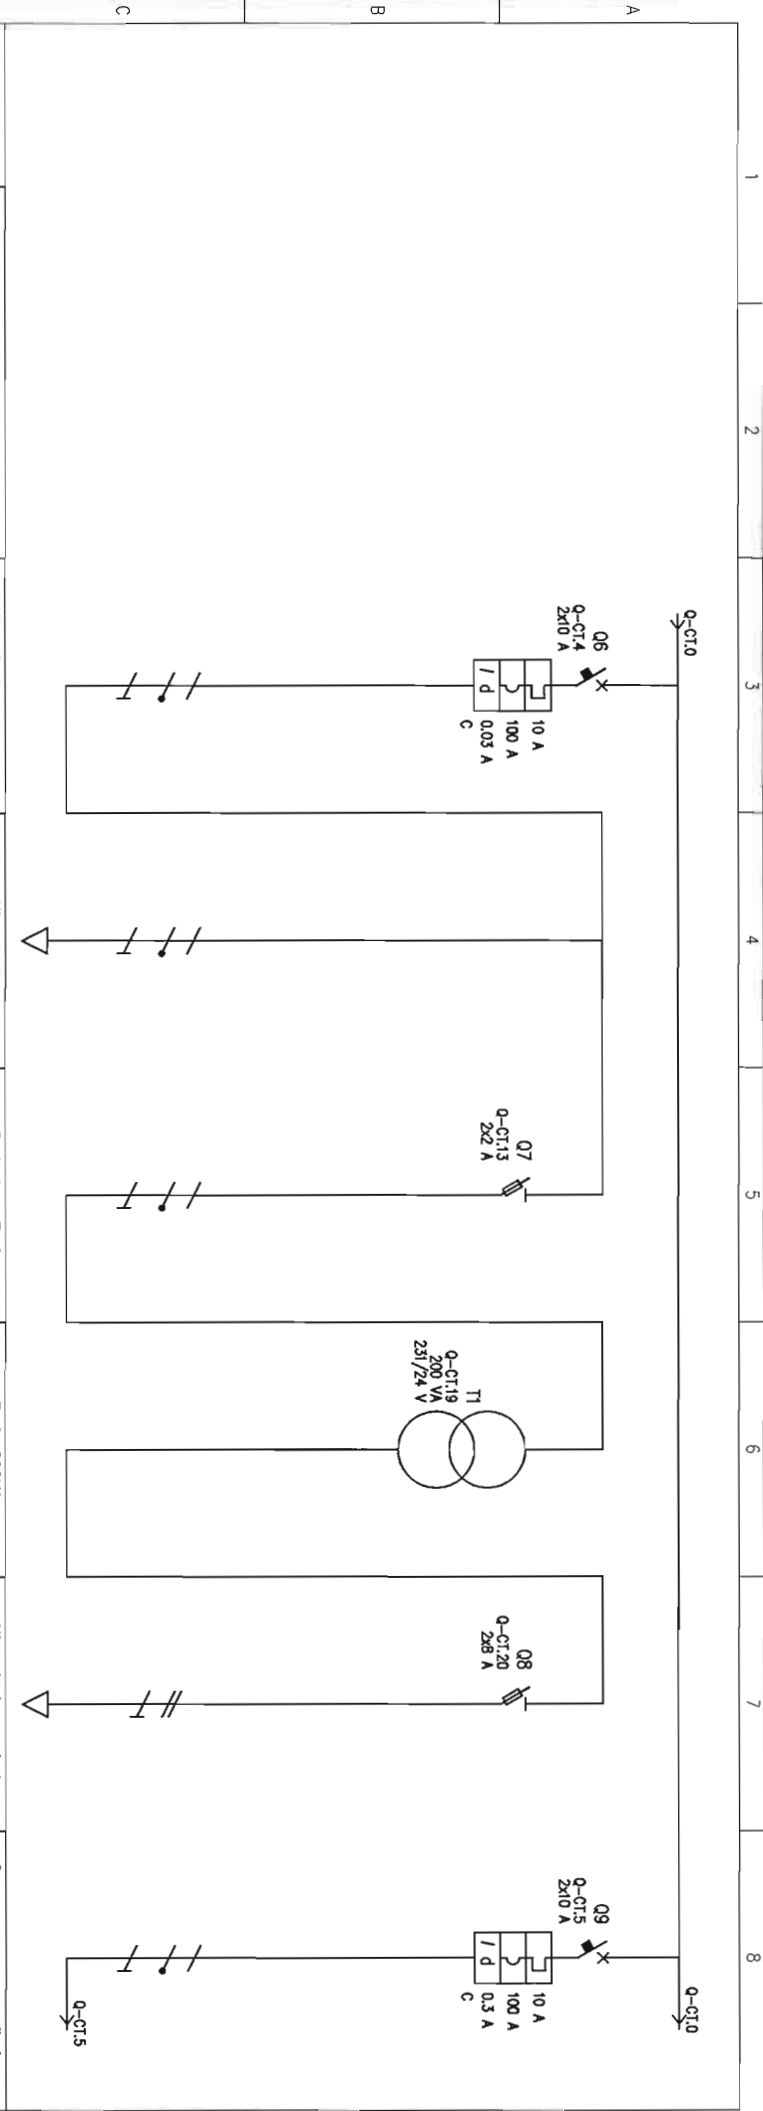 1
2
3
4
5
6
7
8
A
B
C
Q-CT.0
Q6
Q-CT.4
2x10 A
10 A
100 A
I d
0.03 A
C
Q7
Q-CT.13
2x2 A
T1
Q-CT.19
200 VA
231/24 V
Q8
Q-CT.20
2x8 A
Q9
Q-CT.5
2x10 A
10 A
100 A
I d
0.3 A
C
Q-CT.0
Q-CT.5